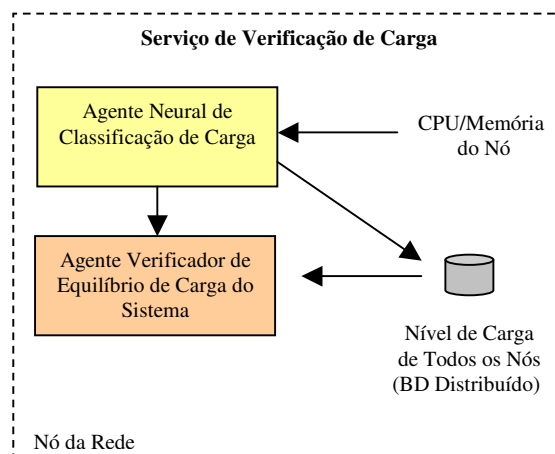 Serviço de Verificação de Carga
Agente Neural de
Classificação de Carga
CPU/Memória
do Nó
Agente Verificador de
Equilíbrio de Carga do
Sistema
Nível de Carga
de Todos os Nós
(BD Distribuído)
Nó da Rede